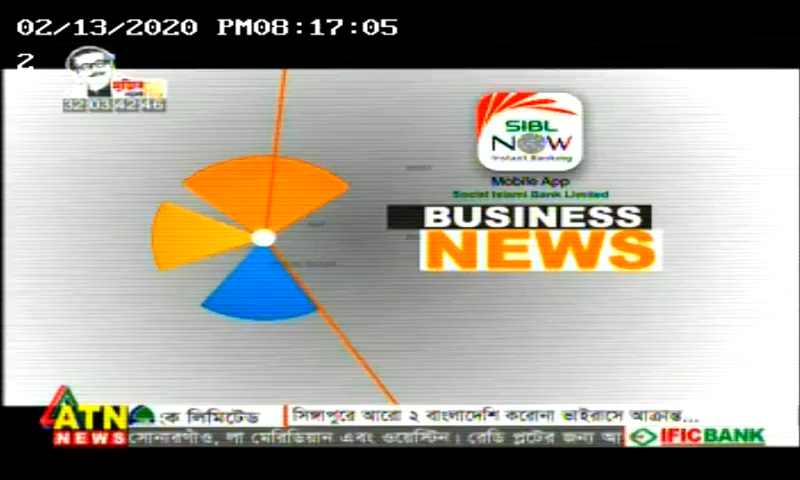 02/13/2020 PM08:17:05
2
32:03:42:46
SIBL
NOW
Instant Banking
Mobile App
Social Islami Bank Limited
BUSINESS
NEWS
ATN
NEWS
ংক লিমিটেড
সিঙ্গাপুরে আরো ২ বাংলাদেশি করোনা ভাইরাসে আক্রান্ত...
সোনারগাঁও, লা মেরিডিয়ান এবং ওয়েস্টিন। রেডি প্লটের জন্য আ
IFIC BANK